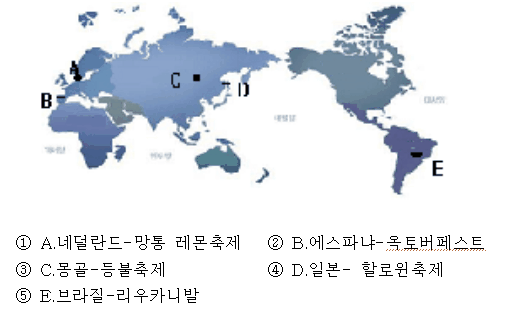 A
B
C
D
E
① A.네덜란드-망통 레몬축제 ② B.에스파냐-옥토버페스트
③ C.몽골-등불축제 ④ D.일본- 할로윈축제
⑤ E.브라질-리우카니발